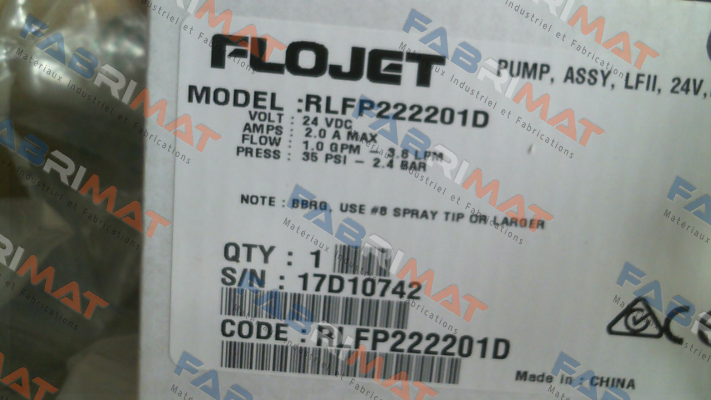 FLOJET
PUMP, ASSY, LFII, 24V,
MODEL : RLFP222201D
VOLT : 24 VDC
AMPS : 2.0 A MAX
FLOW : 1.0 GPM - 3.8 LPM
PRESS : 35 PSI - 2.4 BAR
NOTE : BBRG, USE #8 SPRAY TIP OR LARGER
QTY : 1
S/N : 17D10742
CODE : RLFP222201D
Made in : CHINA
FABRIMAT
Materiaux Industriel et Fabrications